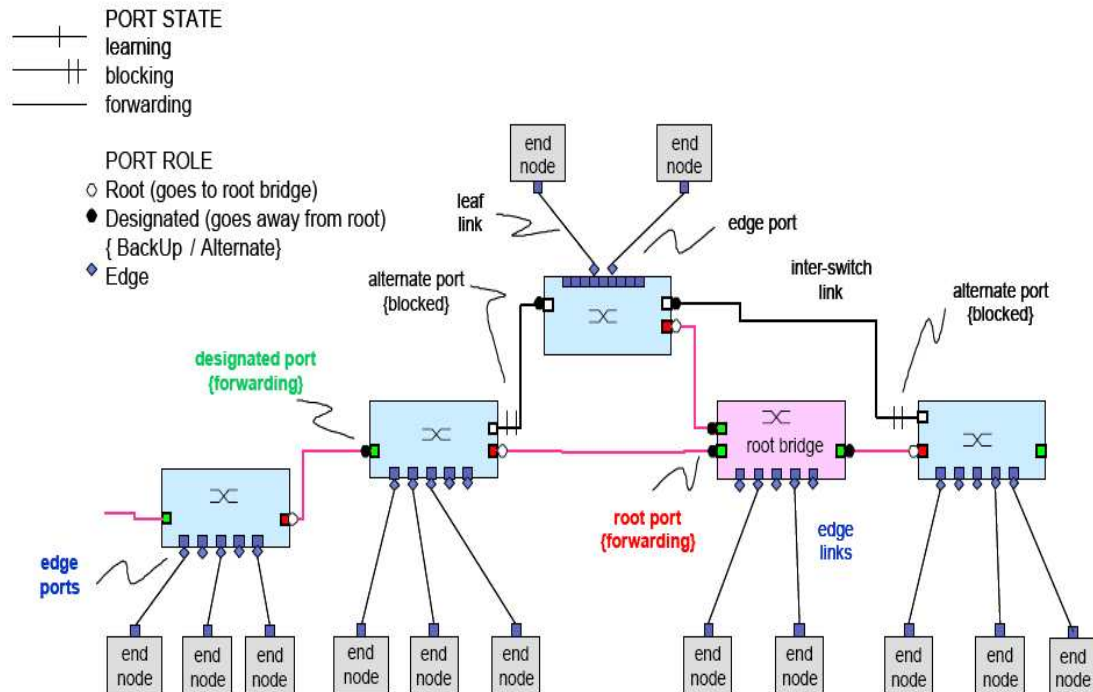 PORT STATE
learning
blocking
forwarding
PORT ROLE
Root (goes to root bridge)
Designated (goes away from root)
{ BackUp / Alternate}
Edge
end
node
end
node
leaf
link
edge port
alternate port
{blocked}
inter-switch
link
alternate port
{blocked}
designated port
{forwarding}
root bridge
root port
{forwarding}
edge
links
edge
ports
end
node
end
node
end
node
end
node
end
node
end
node
end
node
end
node
end
node
end
node
end
node